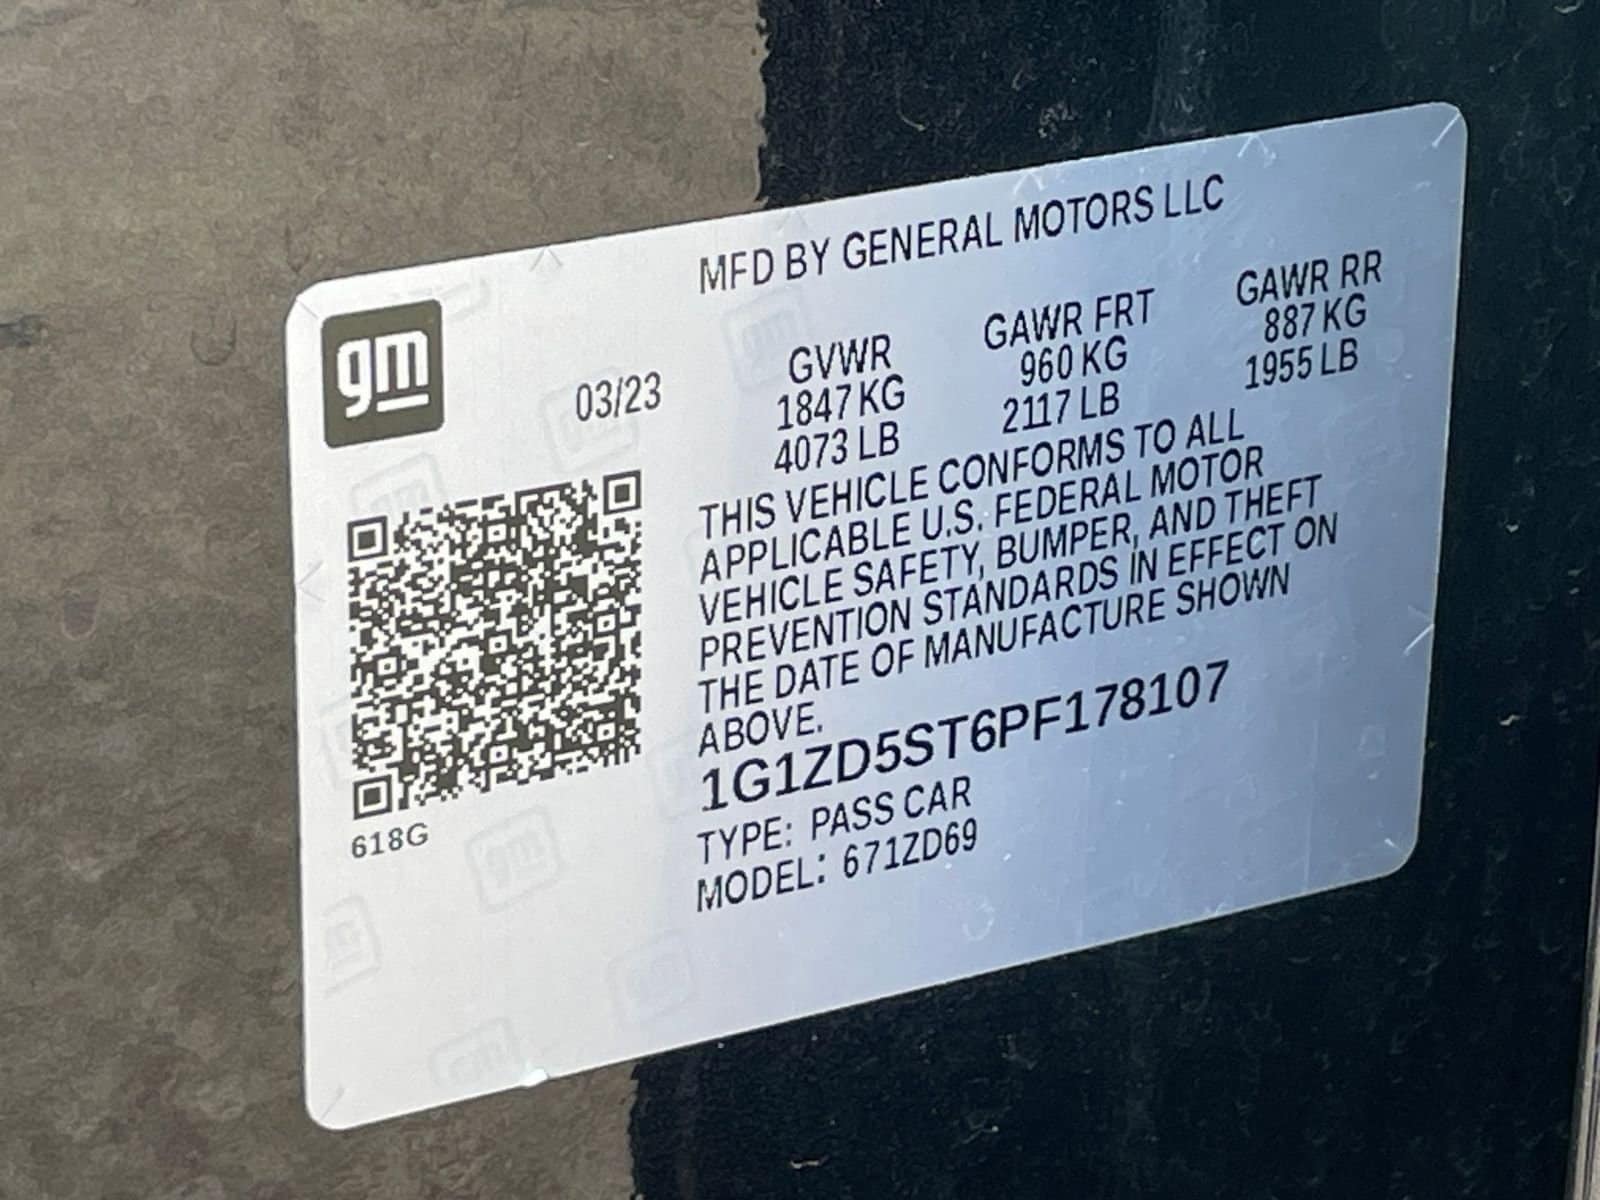 gm
MFD BY GENERAL MOTORS LLC
03/23
GVWR GAWR FRT GAWR RR
1847 KG 960 KG 887 KG
4073 LB 2117 LB 1955 LB
THIS VEHICLE CONFORMS TO ALL
APPLICABLE U.S. FEDERAL MOTOR
VEHICLE SAFETY, BUMPER, AND THEFT
PREVENTION STANDARDS IN EFFECT ON
THE DATE OF MANUFACTURE SHOWN
ABOVE.
1G1ZD5ST6PF178107
TYPE: PASS CAR
MODEL: 671ZD69
618G